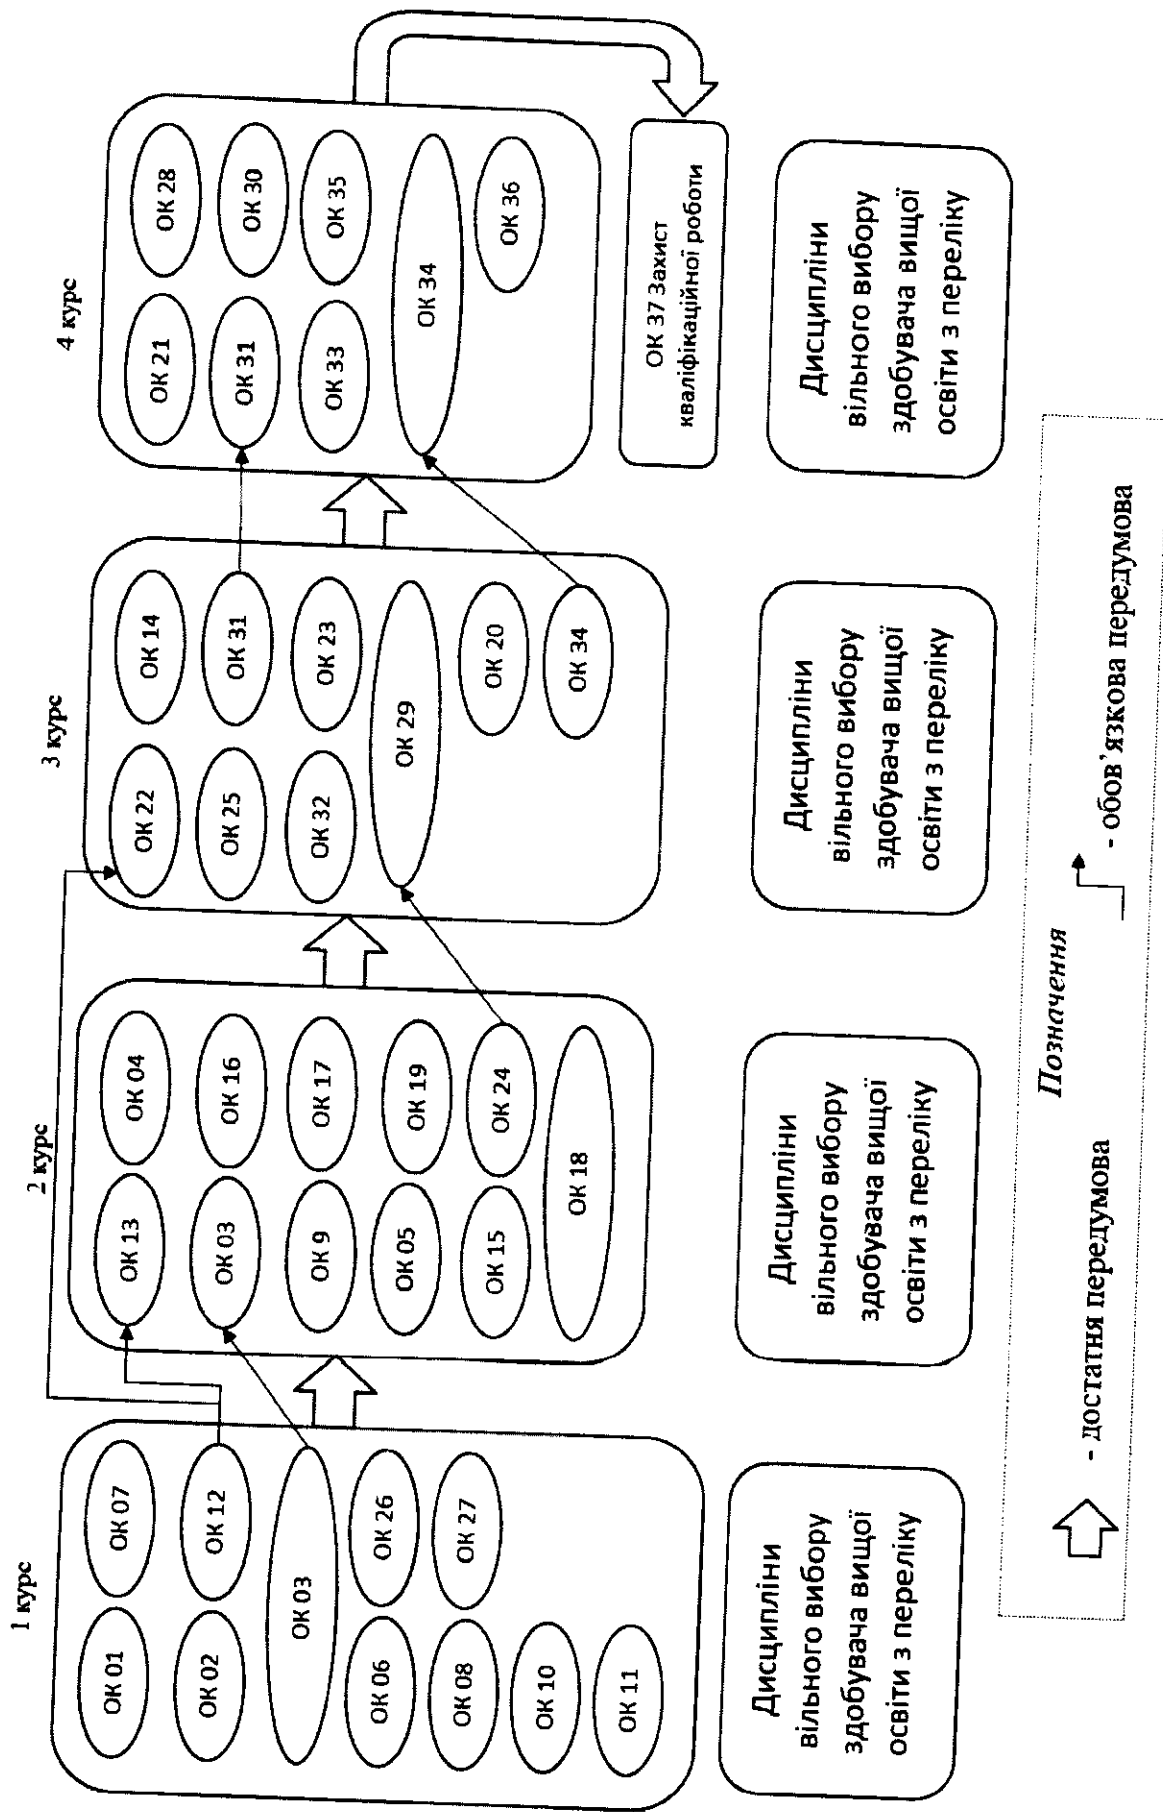 1 курс
ОК 01
ОК 07
ОК 02
ОК 12
ОК 03
ОК 06
ОК 26
ОК 08
ОК 27
ОК 10
ОК 11
Дисципліни
вільного вибору
здобувача вищої
освіти з переліку
2 курс
ОК 13
ОК 04
ОК 03
ОК 16
ОК 9
ОК 17
ОК 05
ОК 19
ОК 15
ОК 24
ОК 18
Дисципліни
вільного вибору
здобувача вищої
освіти з переліку
3 курс
ОК 22
ОК 14
ОК 25
ОК 31
ОК 32
ОК 23
ОК 29
ОК 20
ОК 34
Дисципліни
вільного вибору
здобувача вищої
освіти з переліку
4 курс
ОК 21
ОК 28
ОК 31
ОК 30
ОК 33
ОК 35
ОК 34
ОК 36
ОК 37 Захист
кваліфікаційної роботи
Дисципліни
вільного вибору
здобувача вищої
освіти з переліку
Позначення
- достатня передумова
- обов’язкова передумова